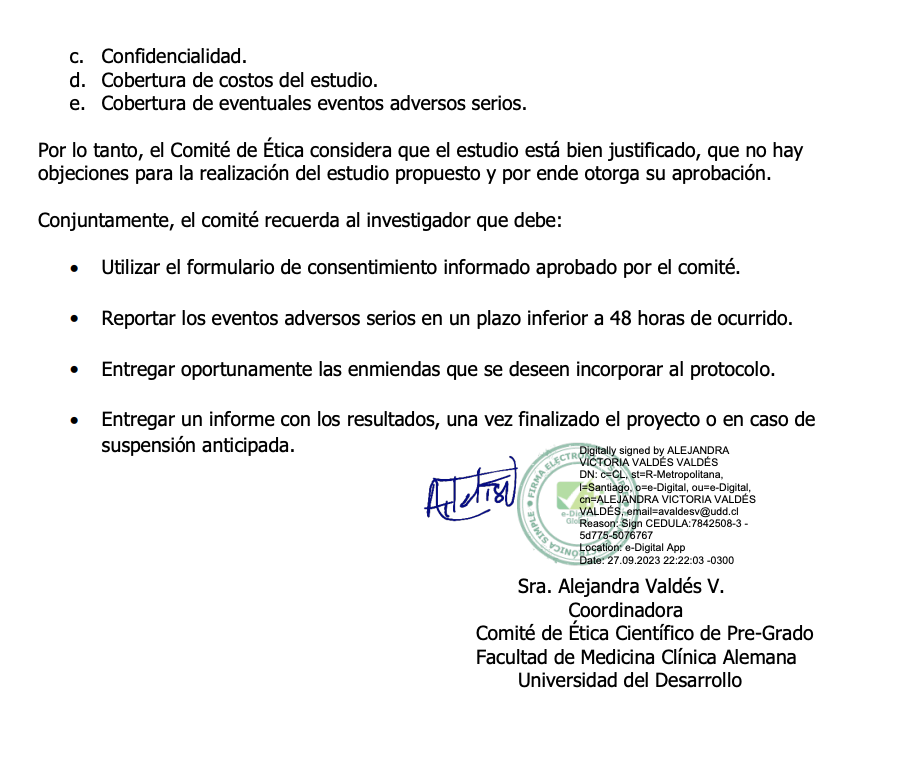 c. Confidencialidad.
d. Cobertura de costos del estudio.
e. Cobertura de eventuales eventos adversos serios.
Por lo tanto, el Comité de Ética considera que el estudio está bien justificado, que no hay
objeciones para la realización del estudio propuesto y por ende otorga su aprobación.
Conjuntamente, el comité recuerda al investigador que debe:
• Utilizar el formulario de consentimiento informado aprobado por el comité.
• Reportar los eventos adversos serios en un plazo inferior a 48 horas de ocurrido.
• Entregar oportunamente las enmiendas que se deseen incorporar al protocolo.
• Entregar un informe con los resultados, una vez finalizado el proyecto o en caso de
suspensión anticipada.
Digitally signed by ALEJANDRA
VICTORIA VALDÉS VALDÉS
DN: c=CL, st=R-Metropolitana,
l=Santiago, o=e-Digital, ou=e-Digital,
cn=ALEJANDRA VICTORIA VALDÉS
VALDÉS, email=avaldesv@udd.cl
Reason: Sign CEDULA:7842508-3 -
5d775-5076767
Location: e-Digital App
Date: 27.09.2023 22:22:03 -0300
FIRMA ELECTRONICA SIMPLE
Sra. Alejandra Valdés V.
Coordinadora
Comité de Ética Científico de Pre-Grado
Facultad de Medicina Clínica Alemana
Universidad del Desarrollo